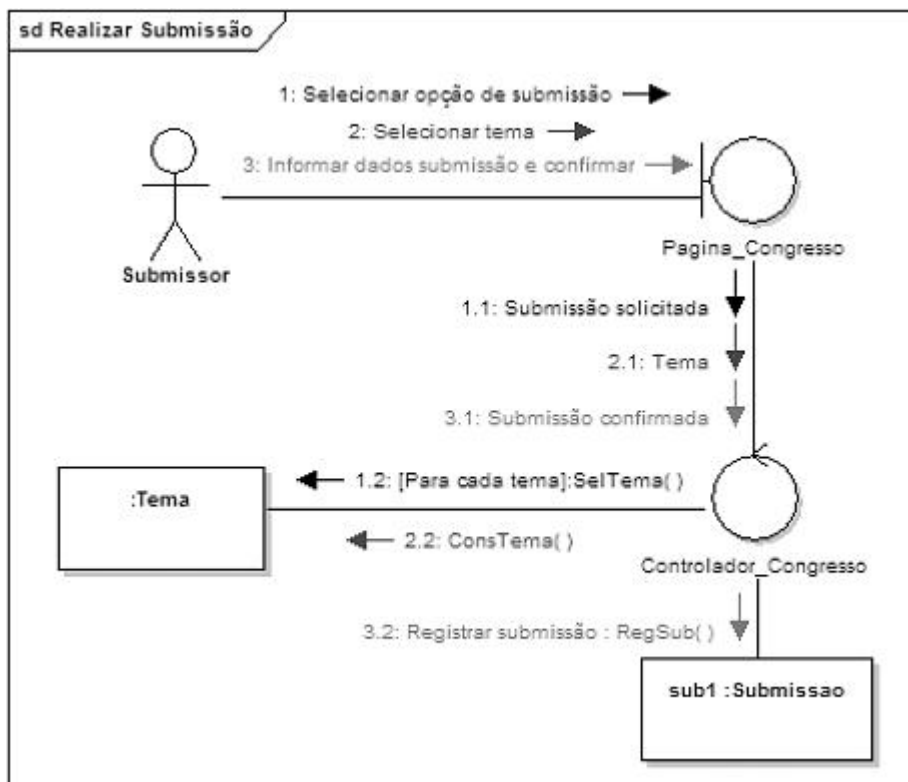 sd Realizar Submissão
1: Selecionar opção de submissão
2: Selecionar tema
3: Informar dados submissão e confirmar
Submissor
Pagina_Congresso
1.1: Submissão solicitada
2.1: Tema
3.1: Submissão confirmada
:Tema
1.2: [Para cada tema]:SelTema( )
2.2: ConsTema( )
Controlador_Congresso
3.2: Registrar submissão : RegSub( )
sub1 :Submissao